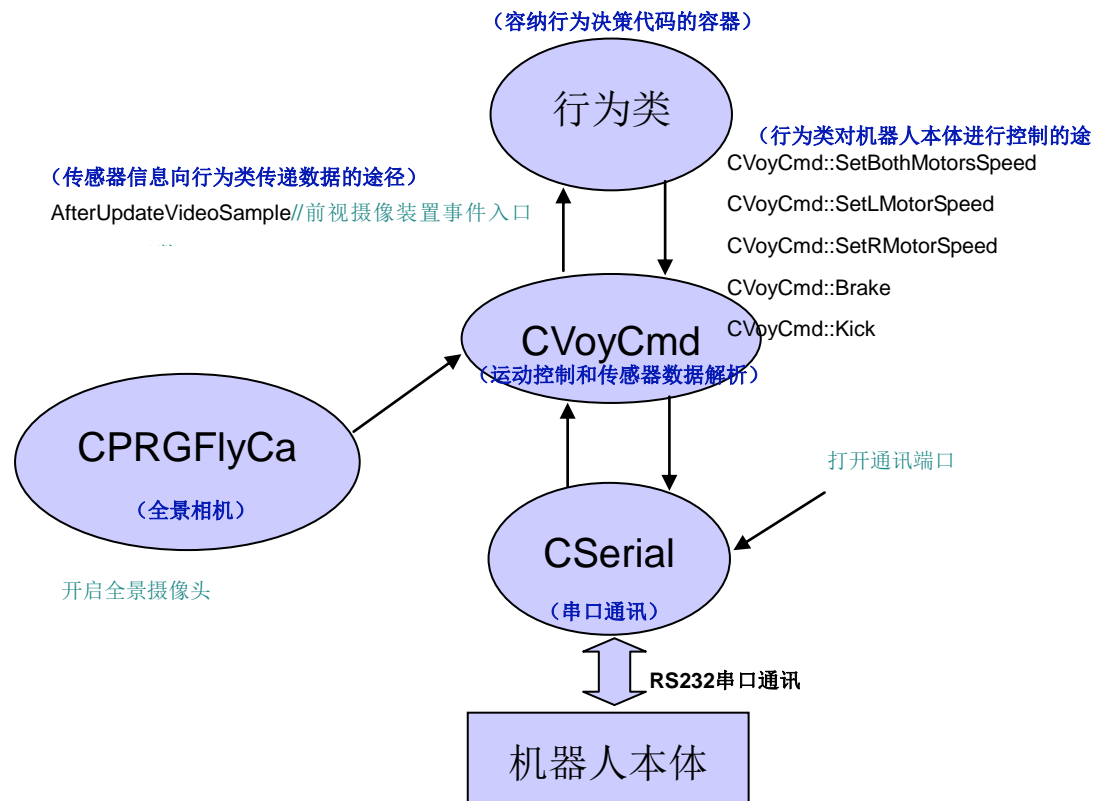 （容纳行为决策代码的容器）
行为类
（行为类对机器人本体进行控制的途
（传感器信息向行为类传递数据的途径）
CVoyCmd::SetBothMotorsSpeed
AfterUpdateVideoSample//前视摄像装置事件入口
CVoyCmd::SetLMotorSpeed
CVoyCmd::SetRMotorSpeed
CVoyCmd::Brake
CVoyCmd::Kick
CVoyCmd
（运动控制和传感器数据解析）
CPRGFlyCa
（全景相机）
打开通讯端口
CSerial
（串口通讯）
开启全景摄像头
RS232串口通讯
机器人本体